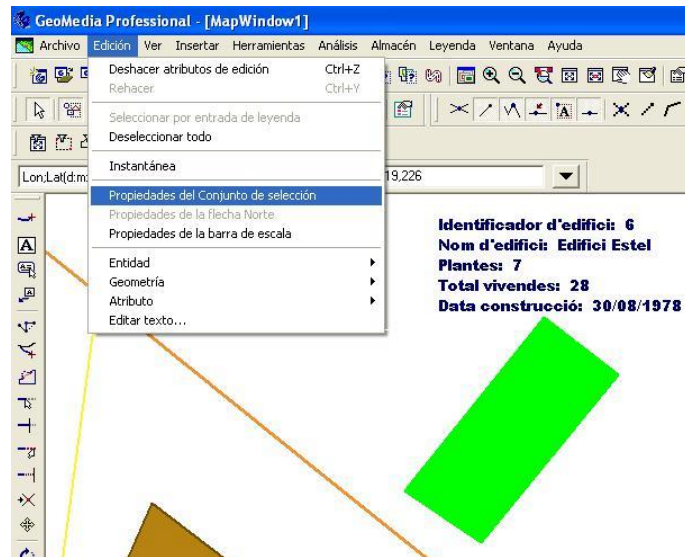 GeoMedia Professional - [MapWindow1]
Archivo Edición Ver Insertar Herramientas Análisis Almacén Leyenda Ventana Ayuda
Deshacer atributos de edición Ctrl+Z
Rehacer Ctrl+Y
Seleccionar por entrada de leyenda
Deseleccionar todo
Instantánea
Lon;Lat(d:m: 19,226
Propiedades del Conjunto de selección
Propiedades de la flecha Norte
Propiedades de la barra de escala
Entidad
Geometría
Atributo
Editar texto...
Identificador d'edifici: 6
Nom d'edifici: Edifici Estel
Plantes: 7
Total vivendes: 28
Data construcció: 30/08/1978